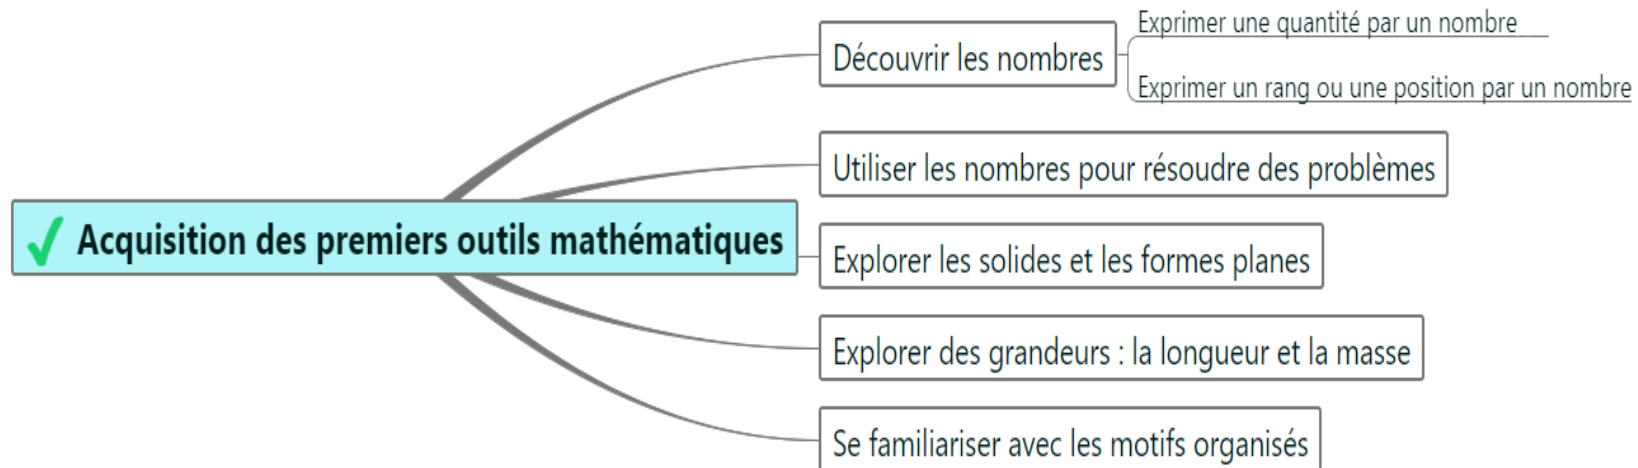 Acquisition des premiers outils mathématiques
Découvrir les nombres
Exprimer une quantité par un nombre
Exprimer un rang ou une position par un nombre
Utiliser les nombres pour résoudre des problèmes
Explorer les solides et les formes planes
Explorer des grandeurs : la longueur et la masse
Se familiariser avec les motifs organisés